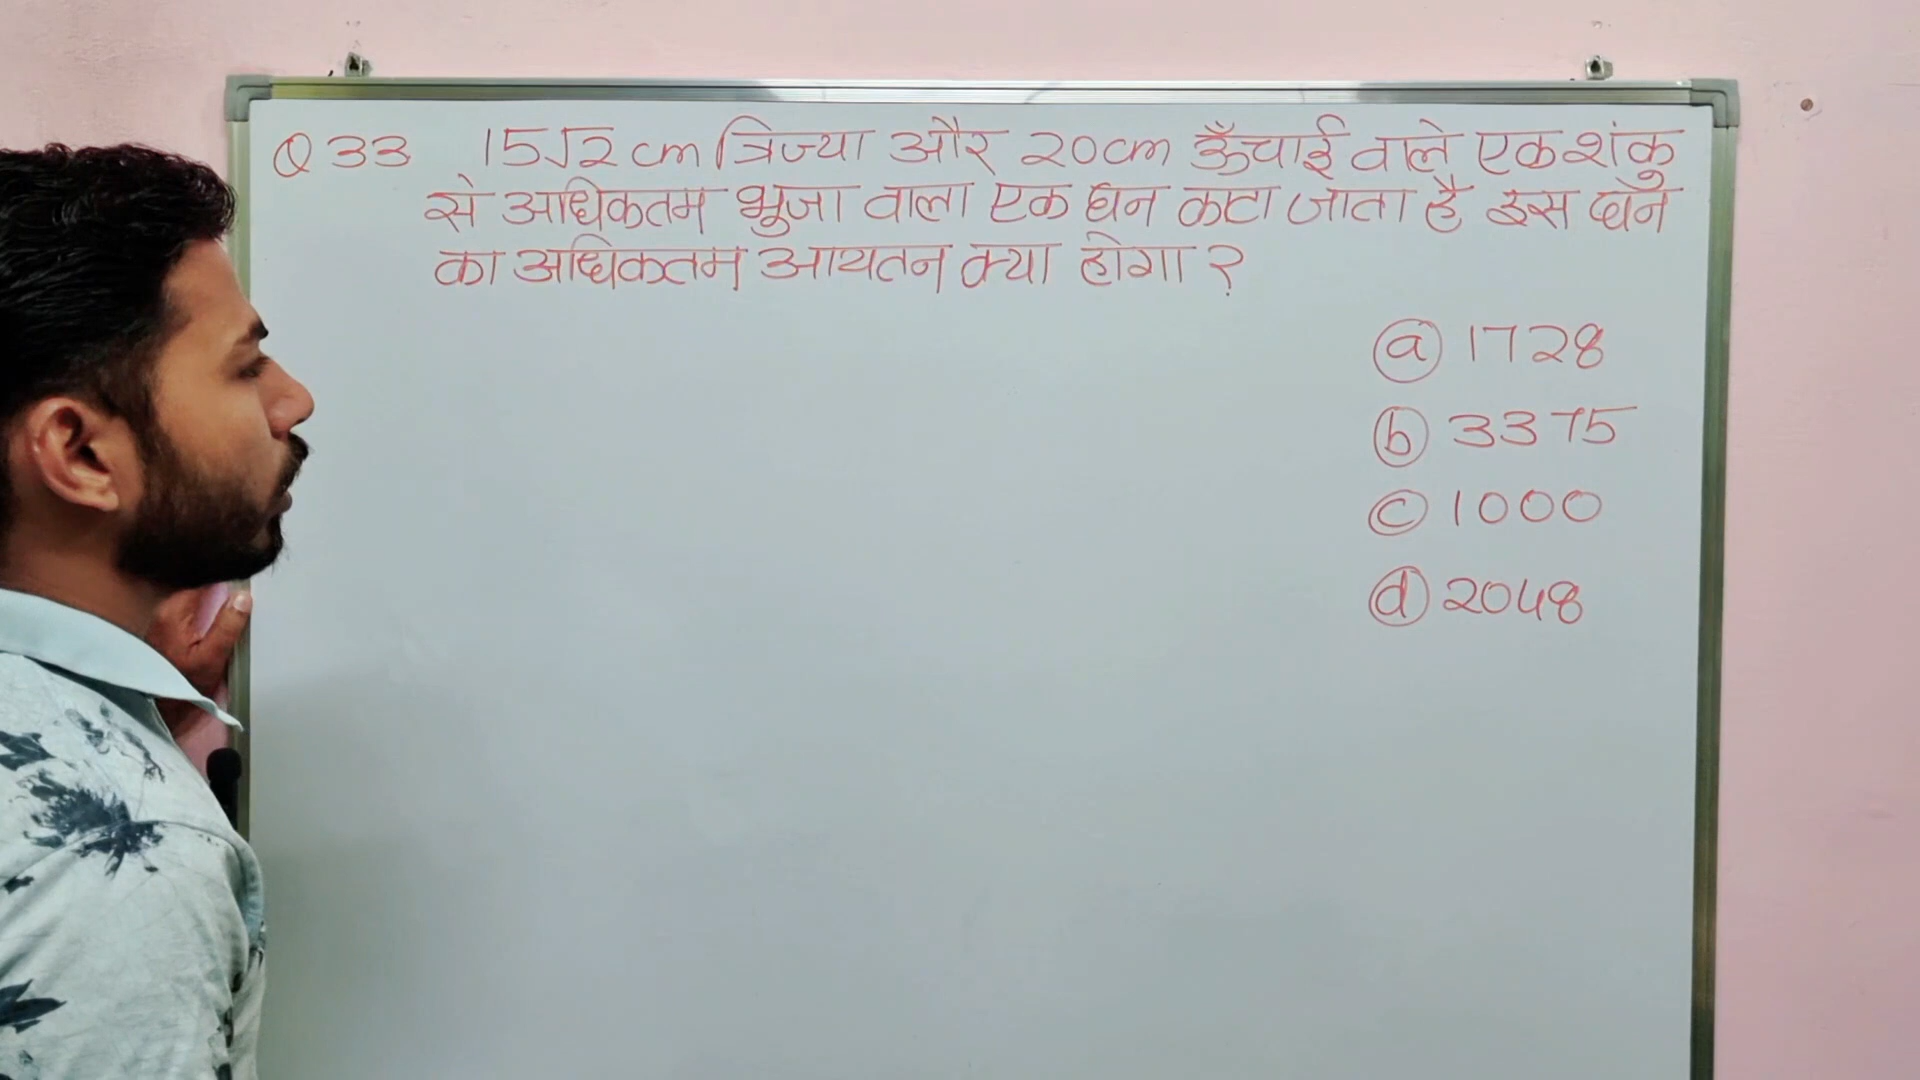 Q 33 15√2 cm त्रिज्या और 20cm ऊँचाई वाले एक शंकु
से अधिकतम भुजा वाला एक घन काटा जाता है इस घन
का अधिकतम आयतन क्या होगा ?
(a) 1728
(b) 3375
(c) 1000
(d) 2048